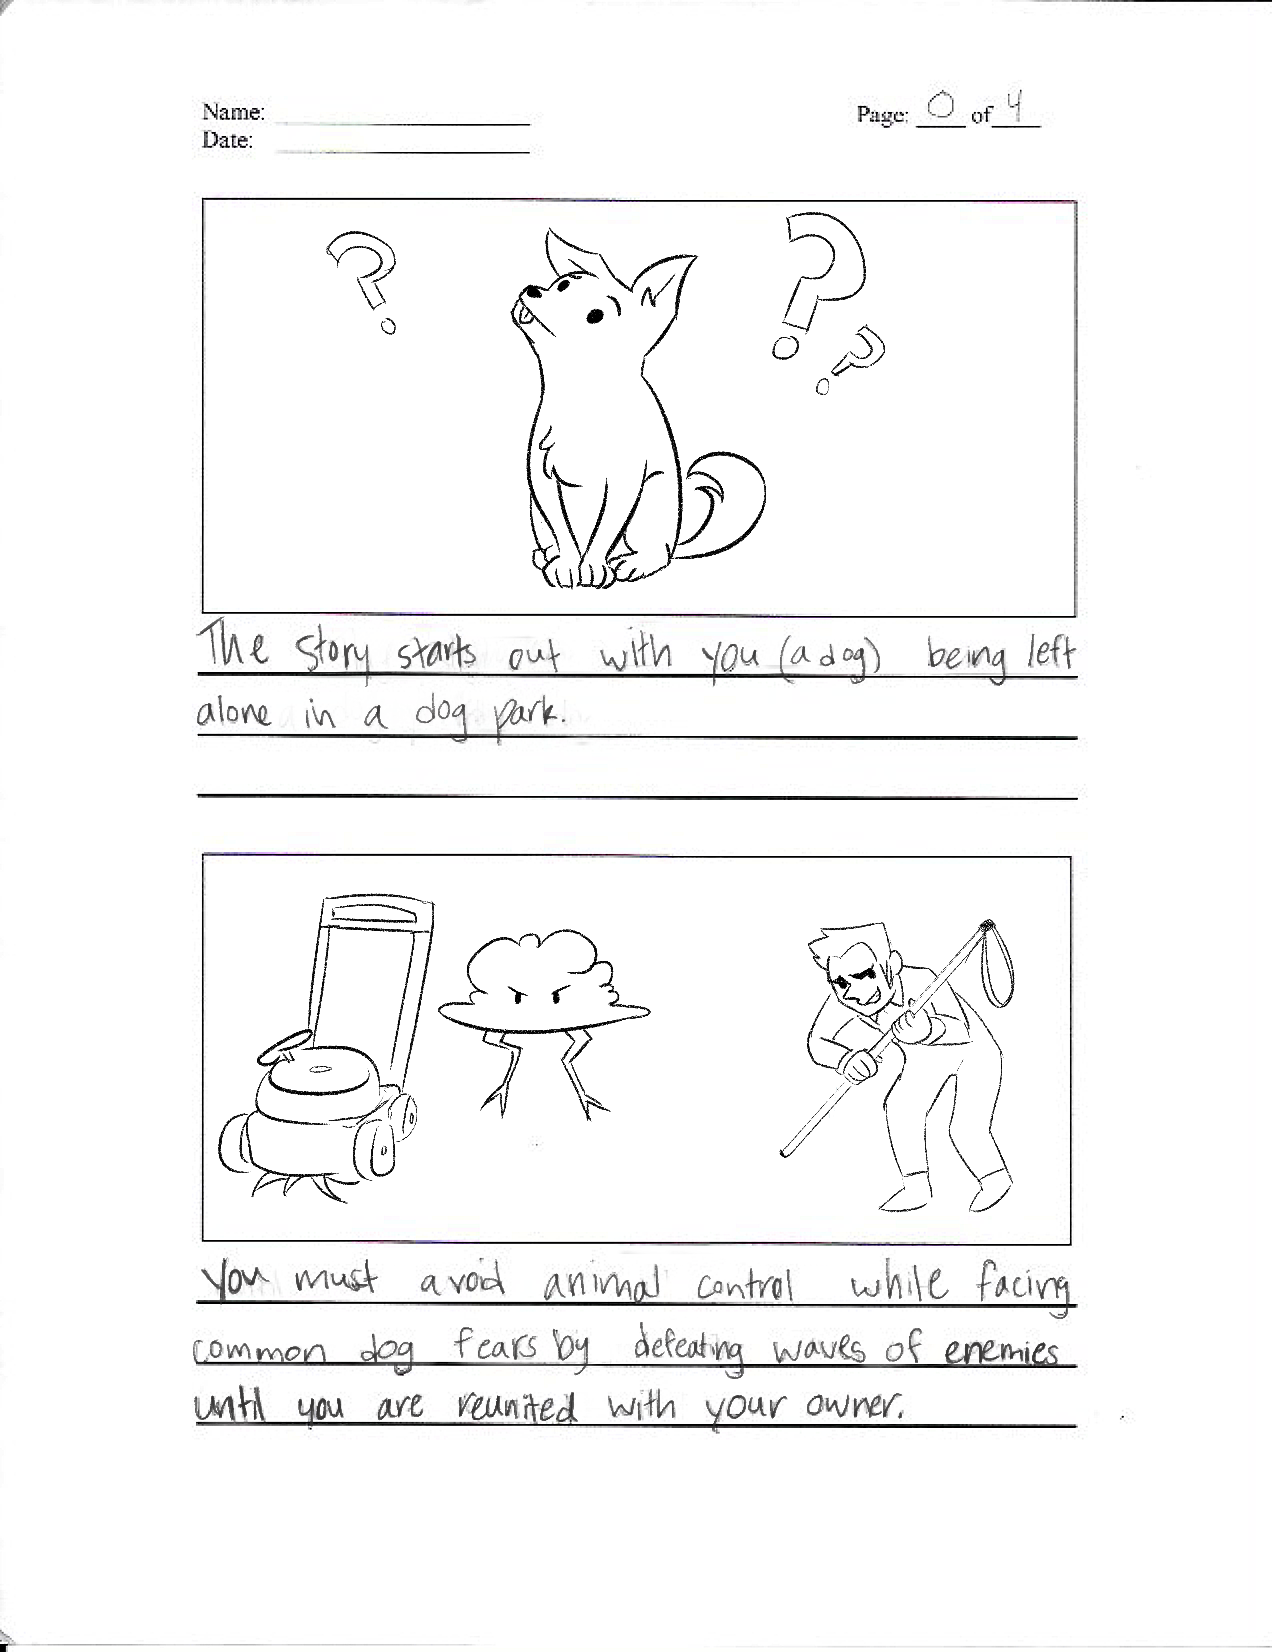 Name:
Page: 0 of 4
Date:
? ? ?
The story starts out with you (a dog) being left
alone in a dog park.
You must avoid animal control while facing
common dog fears by defeating waves of enemies
until you are reunited with your owner.